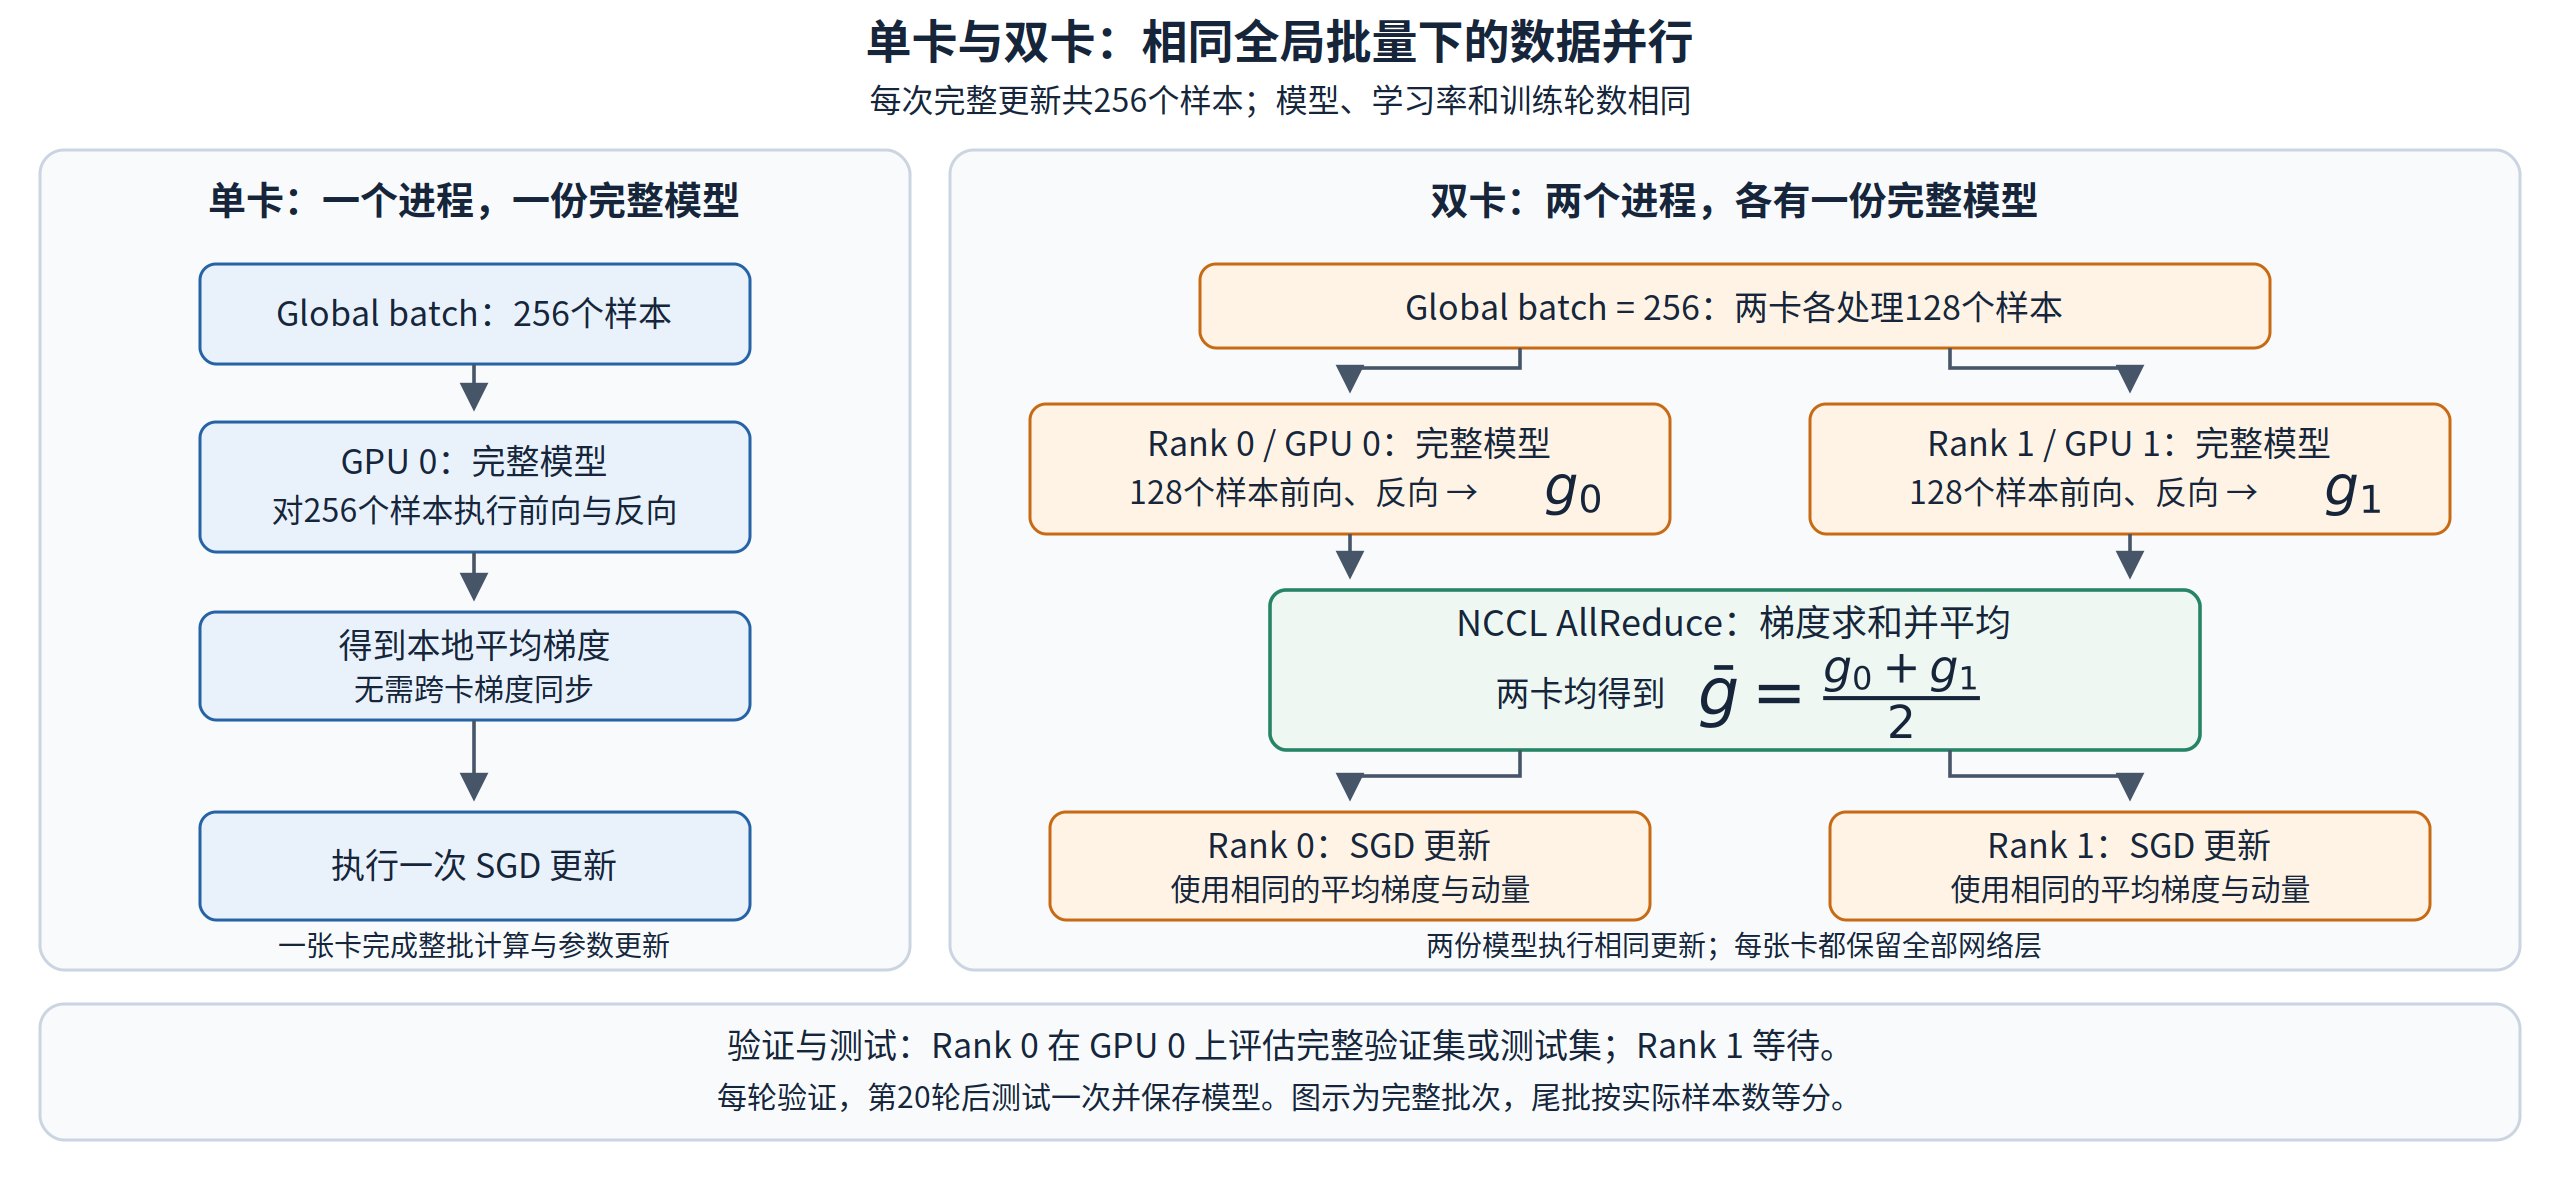 单卡与双卡：相同全局批量下的数据并行
每次完整更新共256个样本；模型、学习率和训练轮数相同
单卡：一个进程，一份完整模型
Global batch：256个样本
GPU 0：完整模型
对256个样本执行前向与反向
得到本地平均梯度
无需跨卡梯度同步
执行一次 SGD 更新
一张卡完成整批计算与参数更新
双卡：两个进程，各有一份完整模型
Global batch = 256：两卡各处理128个样本
Rank 0 / GPU 0：完整模型
128个样本前向、反向 → g₀
Rank 1 / GPU 1：完整模型
128个样本前向、反向 → g₁
NCCL AllReduce：梯度求和并平均
两卡均得到 ḡ = (g₀ + g₁) / 2
Rank 0：SGD 更新
使用相同的平均梯度与动量
Rank 1：SGD 更新
使用相同的平均梯度与动量
两份模型执行相同更新；每张卡都保留全部网络层
验证与测试：Rank 0 在 GPU 0 上评估完整验证集或测试集；Rank 1 等待。
每轮验证，第20轮后测试一次并保存模型。图示为完整批次，尾批按实际样本数等分。